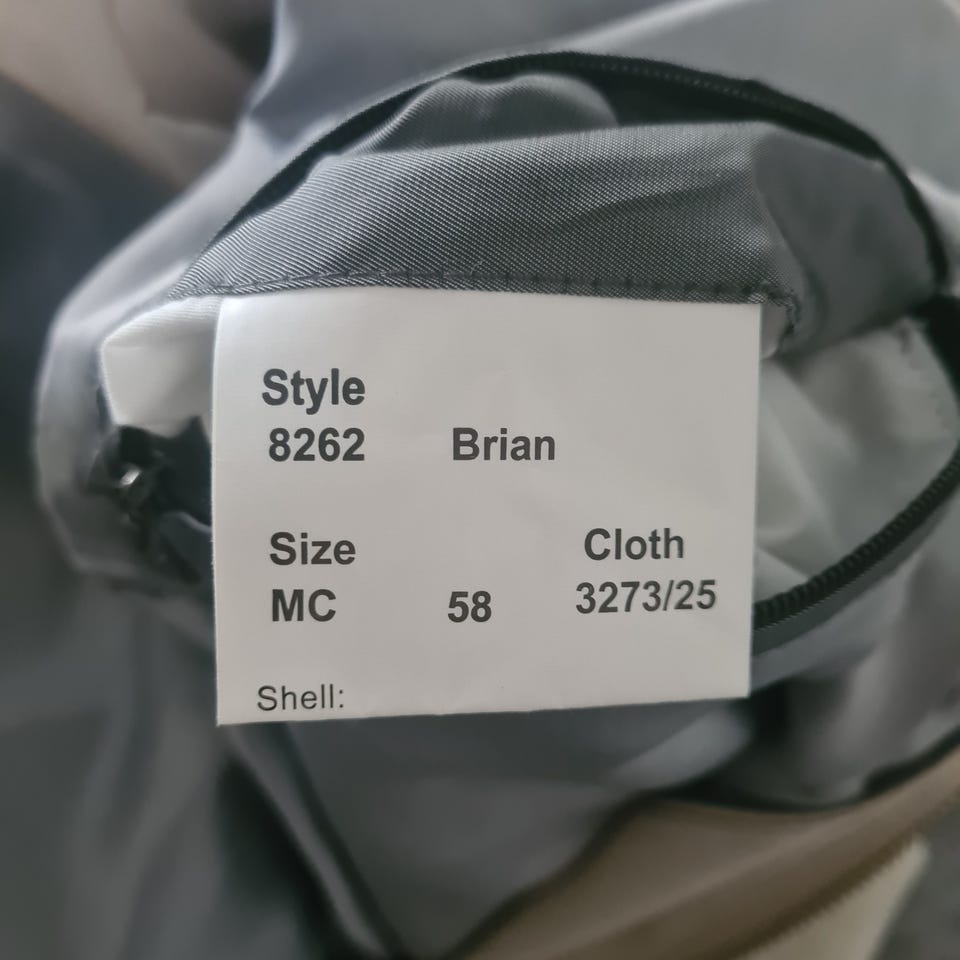 Style
8262 Brian
Size Cloth
MC 58 3273/25
Shell: